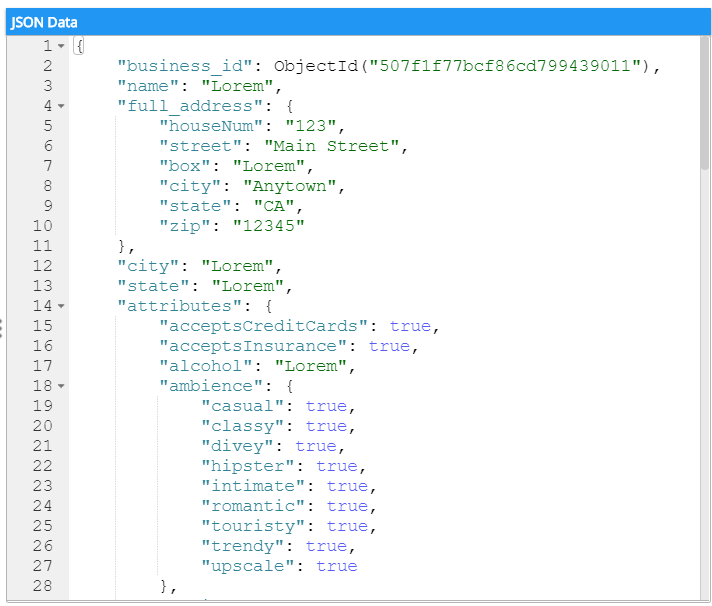 JSON Data
1 {
2 "business_id": ObjectId("507f1f77bcf86cd799439011"),
3 "name": "Lorem",
4 "full_address": {
5 "houseNum": "123",
6 "street": "Main Street",
7 "box": "Lorem",
8 "city": "Anytown",
9 "state": "CA",
10 "zip": "12345"
11 },
12 "city": "Lorem",
13 "state": "Lorem",
14 "attributes": {
15 "acceptsCreditCards": true,
16 "acceptsInsurance": true,
17 "alcohol": "Lorem",
18 "ambience": {
19 "casual": true,
20 "classy": true,
21 "divey": true,
22 "hipster": true,
23 "intimate": true,
24 "romantic": true,
25 "touristy": true,
26 "trendy": true,
27 "upscale": true
28 },